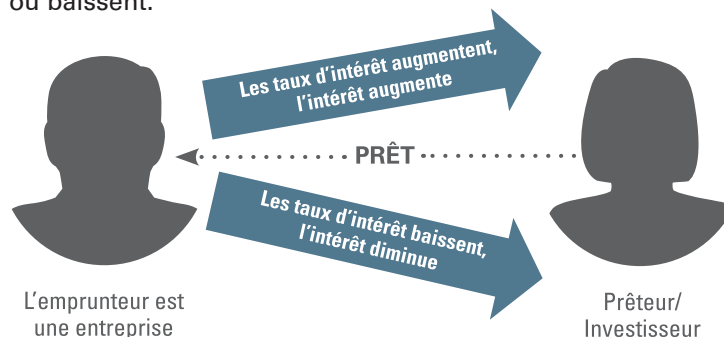 ou baissent.
Les taux d'intérêt augmentent,
l'intérêt augmente
PRÊT
Les taux d'intérêt baissent,
l'intérêt diminue
L'emprunteur est
une entreprise
Prêteur/
Investisseur